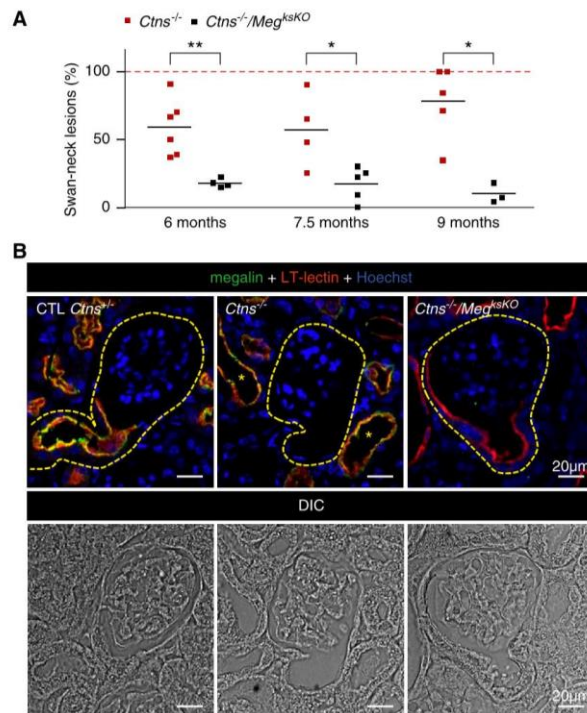 A
Ctns-/-
Ctns-/-/MegksKO
** * *
Swan-neck lesions (%)
100
50
0
6 months 7.5 months 9 months
B
megalin + LT-lectin + Hoechst
CTL Ctns+/- Ctns-/- Ctns-/-/MegksKO
* *
20µm
DIC
20µm